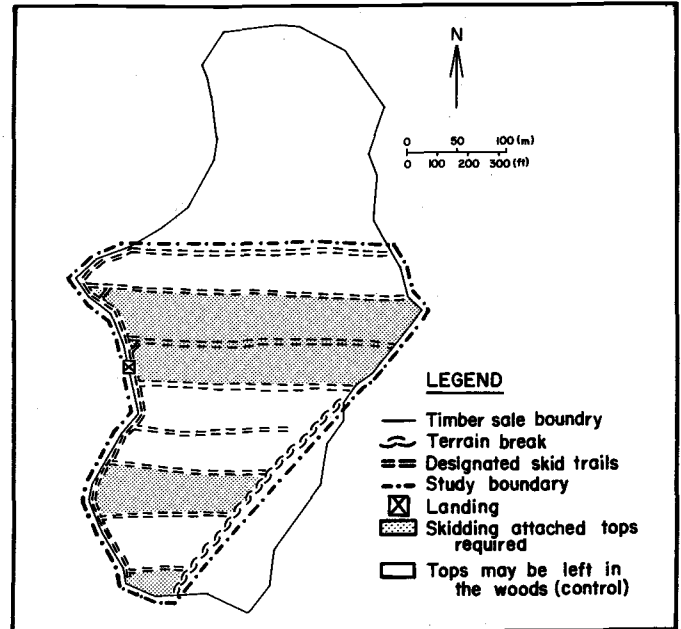 N
0 50 100 (m)
0 100 200 300 (ft)
LEGEND
Timber sale boundry
Terrain break
Designated skid trails
Study boundary
Landing
Skidding attached tops
required
Tops may be left in
the woods (control)